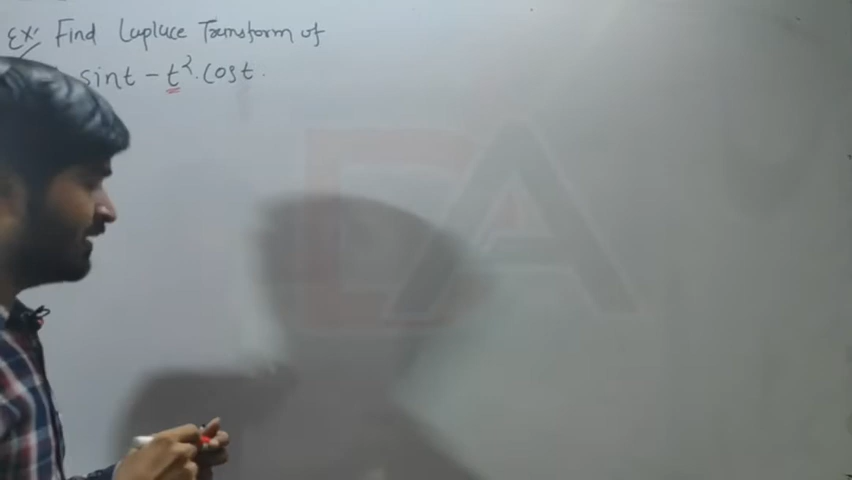 Ex: Find Laplace Transform of
sint - t². Cost.